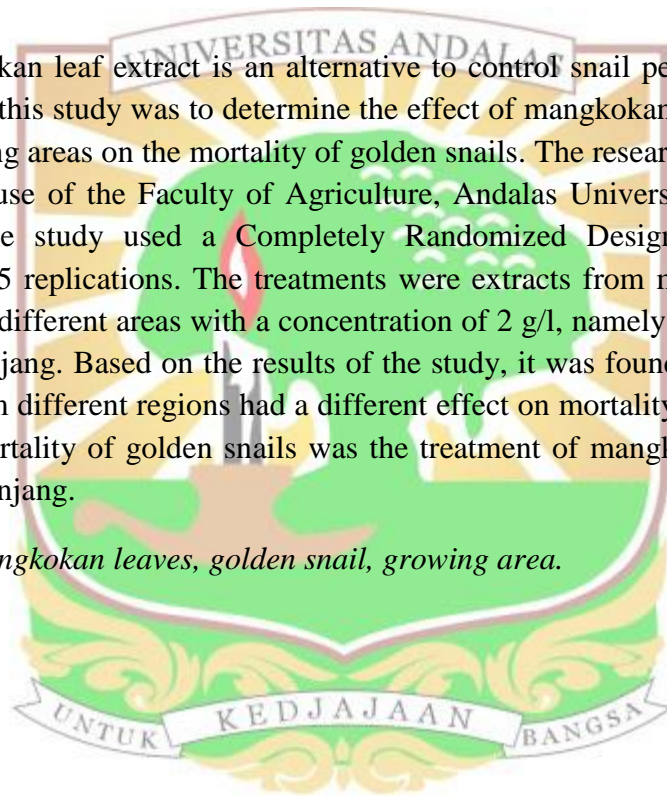 UNIVERSITAS ANDALAS
kan leaf extract is an alternative to control snail pe
this study was to determine the effect of mangkokan
ng areas on the mortality of golden snails. The resear
use of the Faculty of Agriculture, Andalas Univers
e study used a Completely Randomized Design
5 replications. The treatments were extracts from m
different areas with a concentration of 2 g/l, namely
jang. Based on the results of the study, it was foun
n different regions had a different effect on mortality
rtality of golden snails was the treatment of mangk
njang.
ngkokan leaves, golden snail, growing area.
UNTUK KEDJAJAAN BANGSA